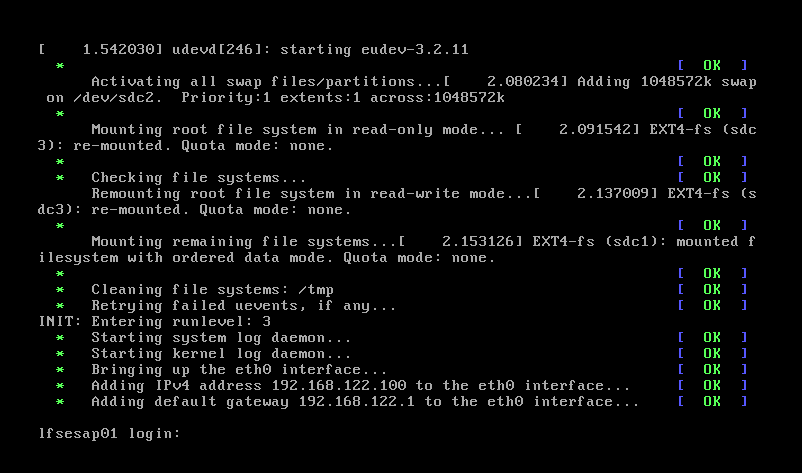 [    1.542030] udevd[246]: starting eudev-3.2.11
  *                                                                    [  OK  ]
      Activating all swap files/partitions...[    2.080234] Adding 1048572k swap
 on /dev/sdc2.  Priority:1 extents:1 across:1048572k
  *                                                                    [  OK  ]
      Mounting root file system in read-only mode... [    2.091542] EXT4-fs (sdc
3): re-mounted. Quota mode: none.
  *                                                                    [  OK  ]
  *   Checking file systems...                                         [  OK  ]
      Remounting root file system in read-write mode...[    2.137009] EXT4-fs (s
dc3): re-mounted. Quota mode: none.
  *                                                                    [  OK  ]
      Mounting remaining file systems...[    2.153126] EXT4-fs (sdc1): mounted f
ilesystem with ordered data mode. Quota mode: none.
  *                                                                    [  OK  ]
  *   Cleaning file systems: /tmp                                      [  OK  ]
  *   Retrying failed uevents, if any...                               [  OK  ]
INIT: Entering runlevel: 3
  *   Starting system log daemon...                                    [  OK  ]
  *   Starting kernel log daemon...                                    [  OK  ]
  *   Bringing up the eth0 interface...                                [  OK  ]
  *   Adding IPv4 address 192.168.122.100 to the eth0 interface...     [  OK  ]
  *   Adding default gateway 192.168.122.1 to the eth0 interface...    [  OK  ]
lfsesap01 login: